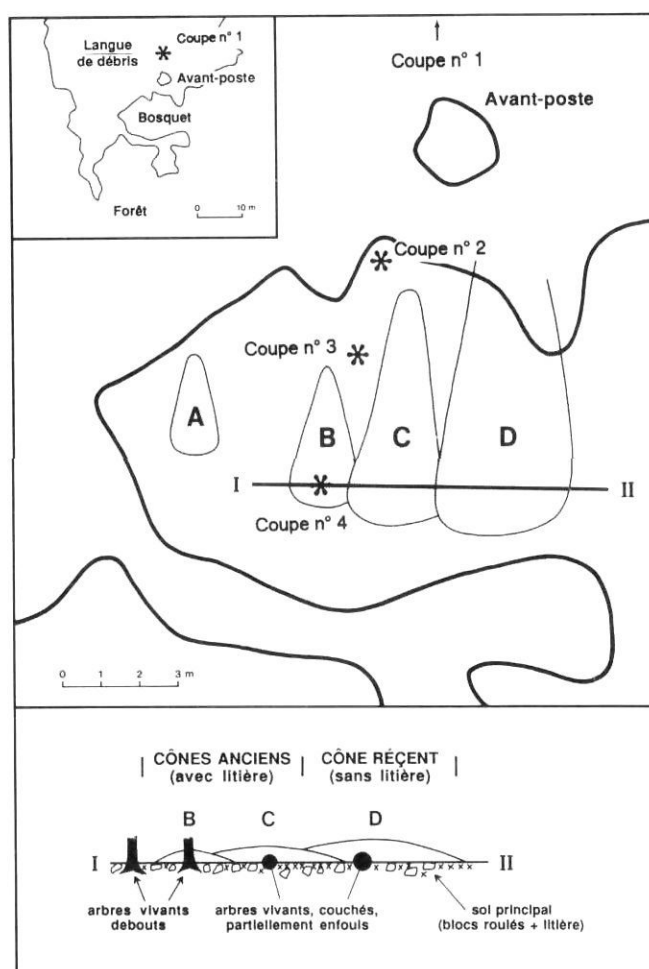 Coupe n° 1
Langue
de débris
Avant-poste
Bosquet
Forêt
0 10 m
Coupe n° 1
Avant-poste
Coupe n° 2
Coupe n° 3
A
B
C
D
I
II
Coupe n° 4
0 1 2 3 m
CÔNES ANCIENS
(avec litière)
CÔNE RÉÇENT
(sans litière)
B
C
D
I
II
arbres vivants
debouts
arbres vivants, couchés,
partiellement enfouis
sol principal
(blocs roulés + litière)